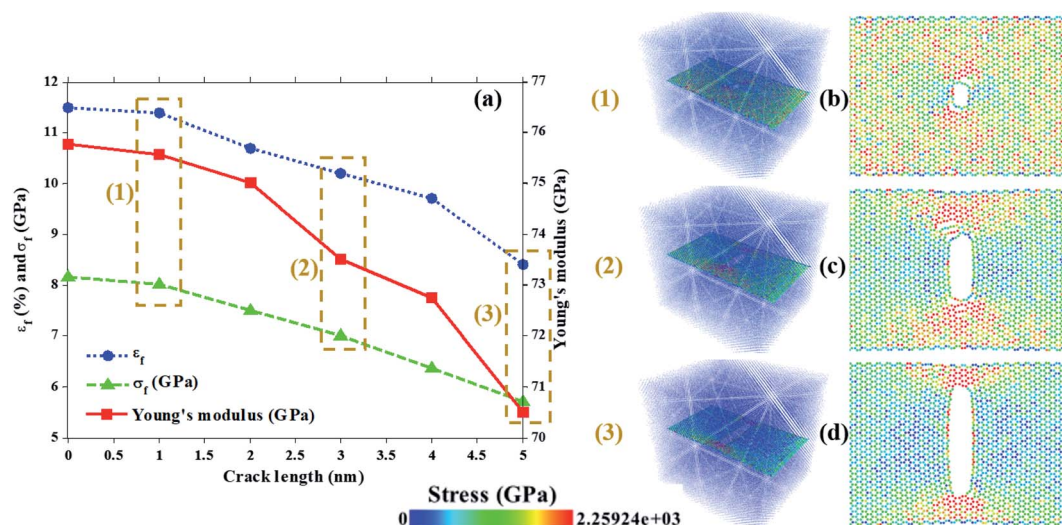 (a)
12
11
10
9
8
7
6
5
ε_f (%) and σ_f (GPa)
77
76
75
74
73
72
71
70
Young's modulus (GPa)
(1)
(2)
(3)
ε_f
σ_f (GPa)
Young's modulus (GPa)
0 0.5 1 1.5 2 2.5 3 3.5 4 4.5 5
Crack length (nm)
(1) (b)
(2) (c)
(3) (d)
Stress (GPa)
0 2.25924e+03